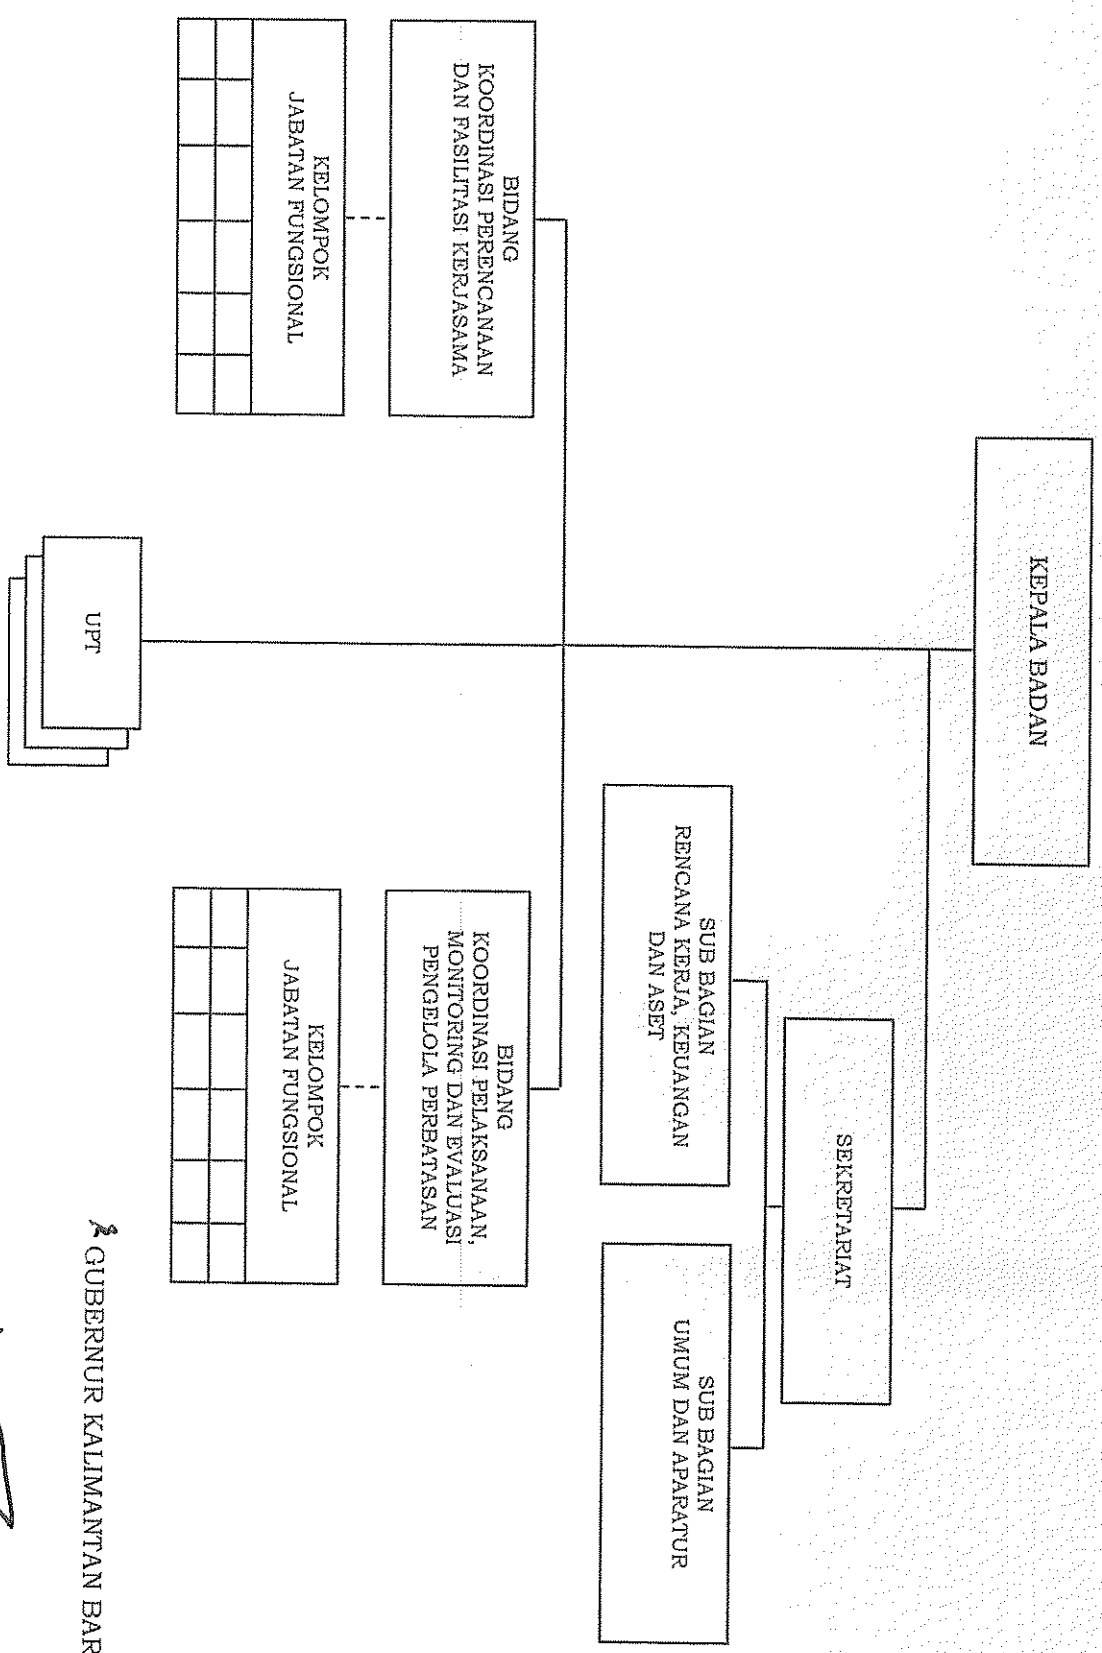 KEPALA BADAN
SEKRETARIAT
SUB BAGIAN
RENCANA KERJA, KEUANGAN
DAN ASET
SUB BAGIAN
UMUM DAN APARATUR
BIDANG
KOORDINASI PERENCANAAN
DAN FASILITASI KERJASAMA
BIDANG
KOORDINASI PELAKSANAAN,
MONITORING DAN EVALUASI
PENGELOLA PERBATASAN
KELOMPOK
JABATAN FUNGSIONAL
KELOMPOK
JABATAN FUNGSIONAL
UPT
GUBERNUR KALIMANTAN BAR